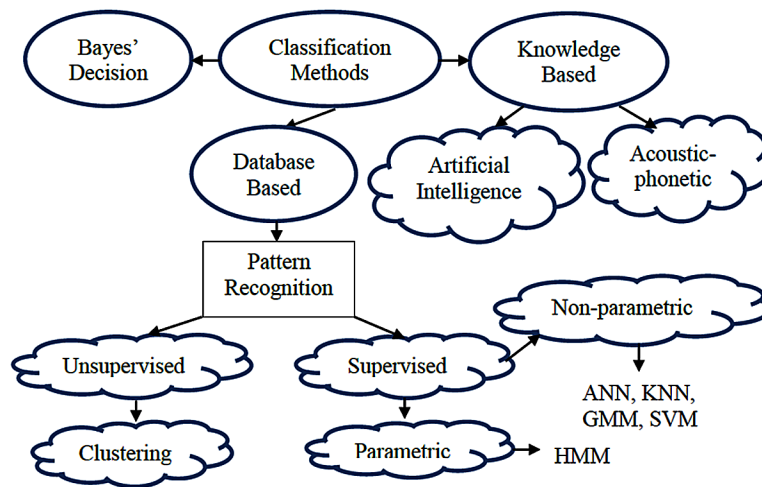 Bayes’
Decision
Classification
Methods
Knowledge
Based
Database
Based
Artificial
Intelligence
Acoustic-
phonetic
Pattern
Recognition
Non-parametric
Unsupervised
Supervised
ANN, KNN,
GMM, SVM
Clustering
Parametric
HMM